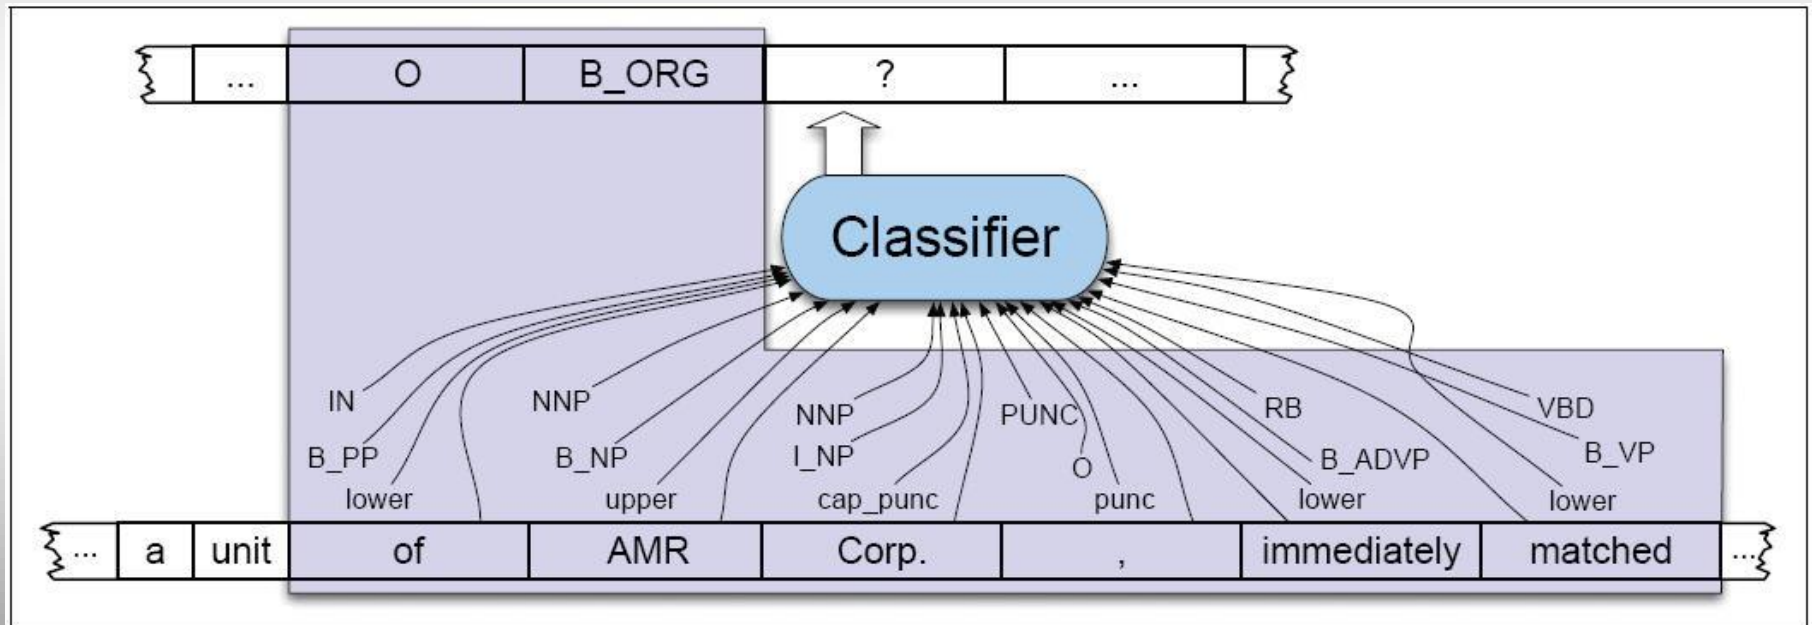 ... O B_ORG ? ...
Classifier
IN NNP NNP PUNC RB VBD
B_PP B_NP I_NP O B_ADVP B_VP
lower upper cap_punc punc lower lower
... a unit of AMR Corp. , immediately matched ...